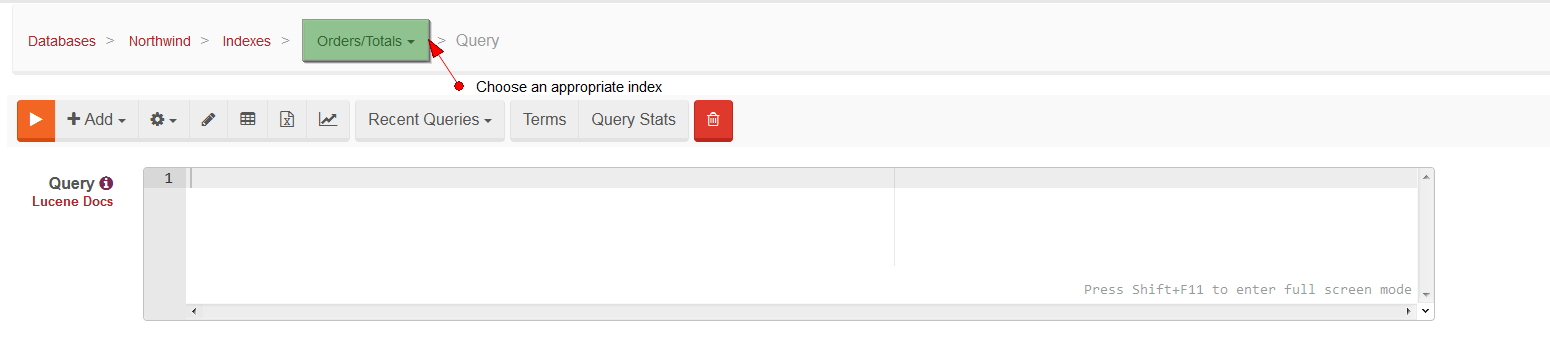 Databases > Northwind > Indexes > Orders/Totals > Query
Choose an appropriate index
Add Recent Queries Terms Query Stats
Query
Lucene Docs
1
Press Shift+F11 to enter full screen mode